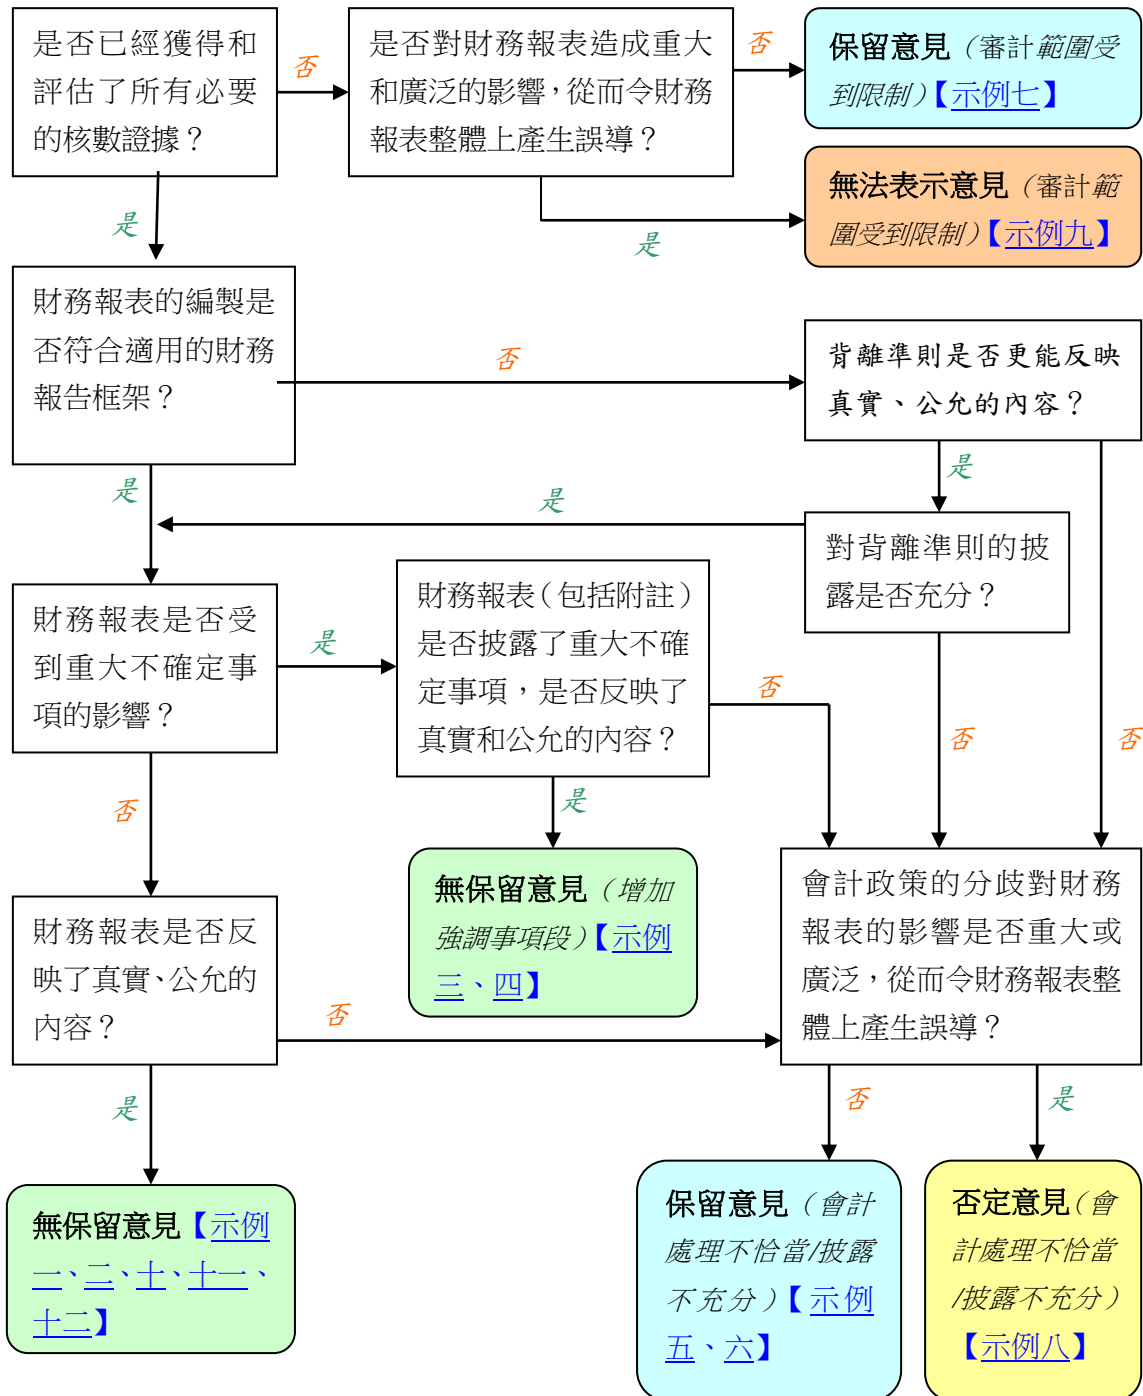 是否已經獲得和
評估了所有必要
的核數證據？
否
是否對財務報表造成重大
和廣泛的影響，從而令財務
報表整體上產生誤導？
否
保留意見（審計範圍受
到限制）【示例七】
是
無法表示意見（審計範
圍受到限制）【示例九】
是
財務報表的編製是
否符合適用的財務
報告框架？
否
背離準則是否更能反映
真實、公允的內容？
是
是
是
對背離準則的披
露是否充分？
財務報表是否受
到重大不確定事
項的影響？
是
財務報表（包括附註）
是否披露了重大不確
定事項，是否反映了
真實和公允的內容？
否
否
否
是
否
無保留意見（增加
強調事項段）【示例
三、四】
會計政策的分歧對財務
報表的影響是否重大或
廣泛，從而令財務報表整
體上產生誤導？
財務報表是否反
映了真實、公允的
內容？
否
是
否
是
無保留意見【示例
一、二、十、十一、
十二】
保留意見（會計
處理不恰當/披露
不充分）【示例
五、六】
否定意見（會
計處理不恰當
/披露不充分）
【示例八】